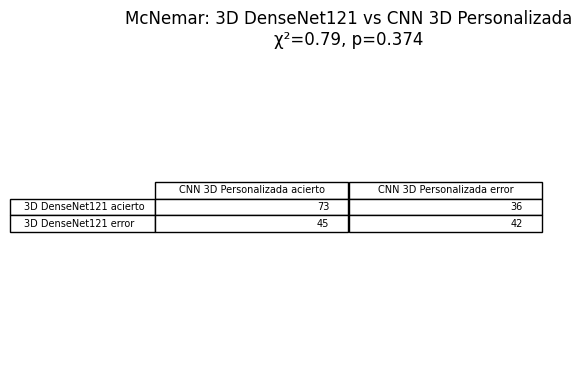 McNemar: 3D DenseNet121 vs CNN 3D Personalizada
χ²=0.79, p=0.374
CNN 3D Personalizada acierto CNN 3D Personalizada error
3D DenseNet121 acierto 73 36
3D DenseNet121 error 45 42